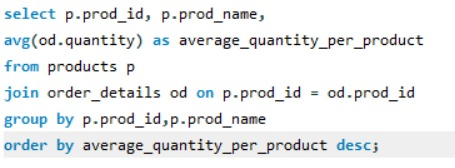 select p.prod_id, p.prod_name,
avg(od.quantity) as average_quantity_per_product
from products p
join order_details od on p.prod_id = od.prod_id
group by p.prod_id,p.prod_name
order by average_quantity_per_product desc;